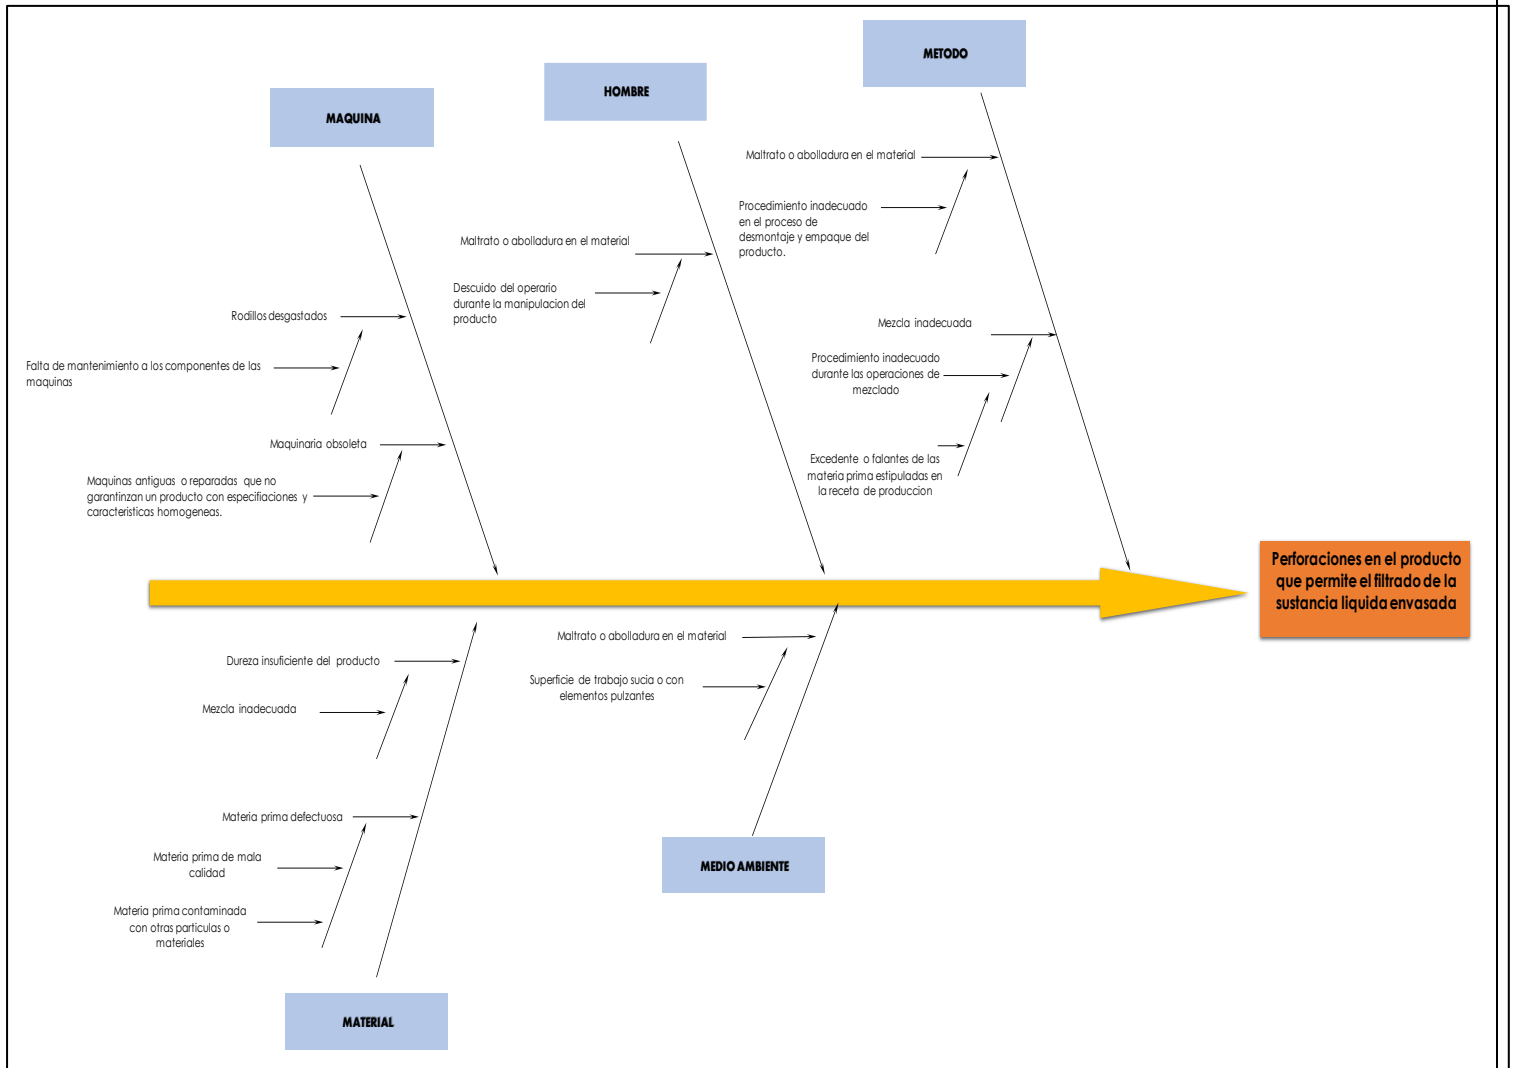 METODO
HOMBRE
MAQUINA
Maltrato o abolladura en el material
Procedimiento inadecuado
en el proceso de
desmontaje y empaque del
producto.
Maltrato o abolladura en el material
Descuido del operario
durante la manipulacion del
producto
Rodillos desgastados
Mezcla inadecuada
Falta de mantenimiento a los componentes de las
maquinas
Procedimiento inadecuado
durante las operaciones de
mezclado
Maquinaria obsoleta
Excedente o falantes de las
materia prima estipuladas en
la receta de produccion
Maquinas antiguas o reparadas que no
garantinzan un producto con especifiaciones y
caracteristicas homogeneas.
Perforaciones en el producto
que permite el filtrado de la
sustancia liquida envasada
Maltrato o abolladura en el material
Dureza insuficiente del producto
Superficie de trabajo sucia o con
elementos pulzantes
Mezcla inadecuada
Materia prima defectuosa
Materia prima de mala
calidad
MEDIO AMBIENTE
Materia prima contaminada
con otras particulas o
materiales
MATERIAL